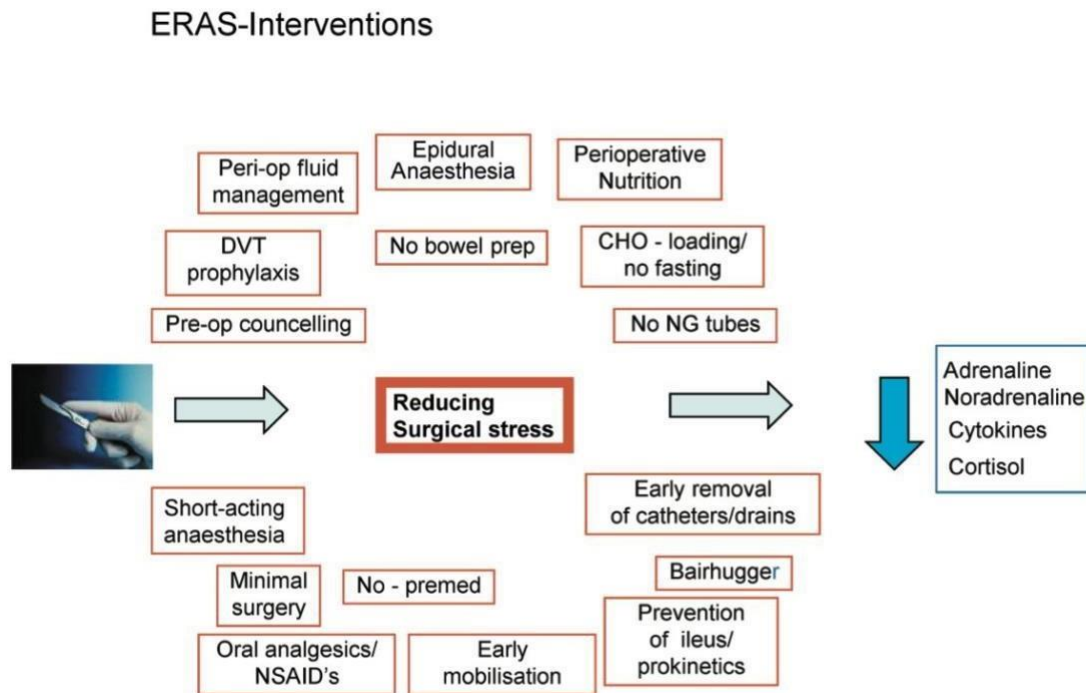 ERAS-Interventions
Peri-op fluid
management
Epidural
Anaesthesia
Perioperative
Nutrition
DVT
prophylaxis
No bowel prep
CHO - loading/
no fasting
Pre-op councelling
No NG tubes
Reducing
Surgical stress
Adrenaline
Noradrenaline
Cytokines
Cortisol
Short-acting
anaesthesia
Early removal
of catheters/drains
Minimal
surgery
No - premed
Bairhugger
Oral analgesics/
NSAID's
Early
mobilisation
Prevention
of ileus/
prokinetics